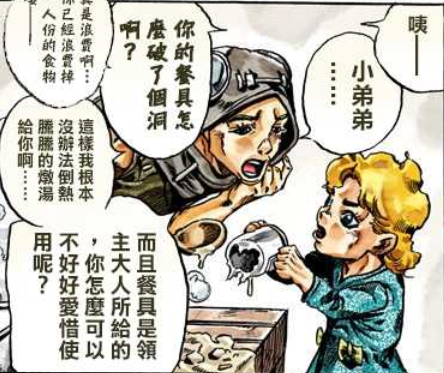 咦——
小弟弟
……
你的餐具怎
麼破了個洞
啊？
是浪費啊…
已經浪費掉
人份的食物
這樣我根本
沒辦法倒熱
騰騰的燉湯
給你啊……
而且餐具是領
主大人所給的
，你怎麼可以
不好好愛惜使
用呢？